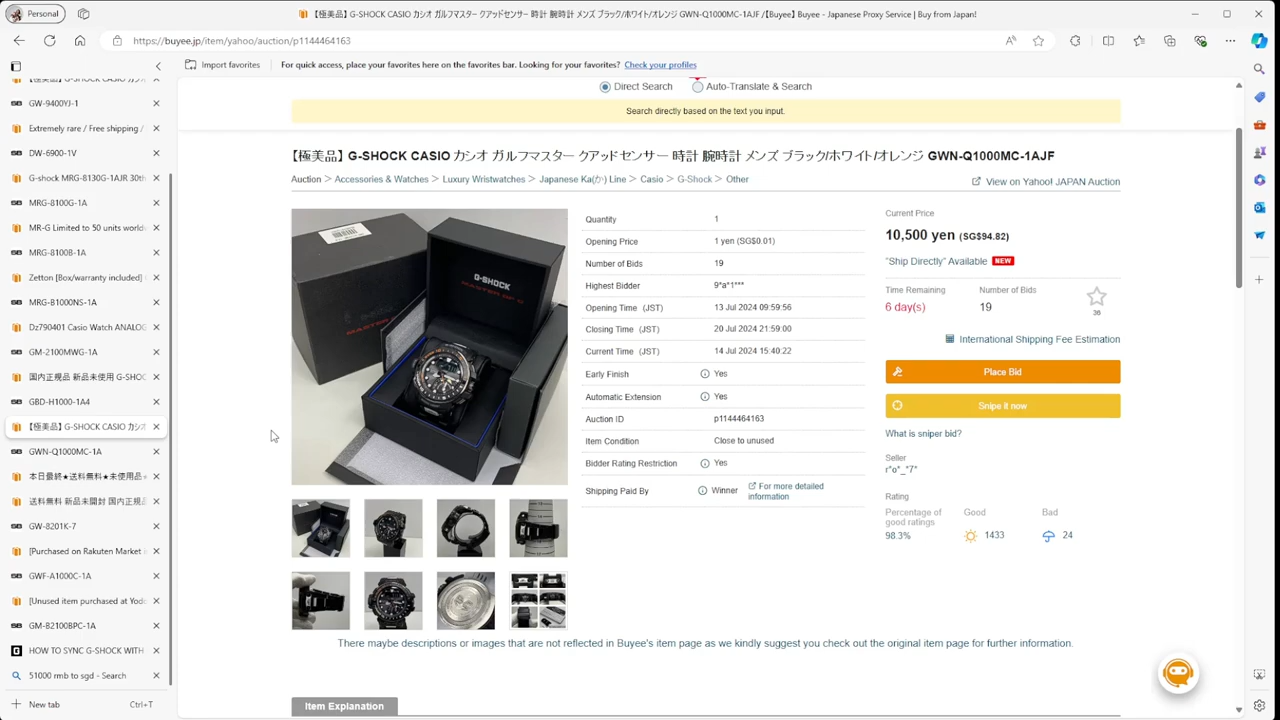 Personal
【極美品】 G-SHOCK CASIO カシオ ガルフマスター クアッドセンサー 時計 腕時計 メンズ ブラック/ホワイト/オレンジ GWN-Q1000MC-1AJF /【Buyee】 Buyee - Japanese Proxy Service | Buy from Japan!
https://buyee.jp/item/yahoo/auction/p1144464163
Import favorites
For quick access, place your favorites here on the favorites bar. Looking for your favorites? Check your profiles
GW-9400YJ-1
Extremely rare / Free shipping /
DW-6900-1V
G-shock MRG-8130G-1AJR 30th
MRG-8100G-1A
MR-G Limited to 50 units world
MRG-8100B-1A
Zetton [Box/warranty included]
MRG-B1000NS-1A
Dz790401 Casio Watch ANALOG
GM-2100MWG-1A
国内正規品 新品未使用 G-SHOC
GBD-H1000-1A4
【極美品】 G-SHOCK CASIO カシオ
GWN-Q1000MC-1A
本日最終★送料無料★未使用品★
送料無料 新品未開封 国内正規品
GW-8201K-7
[Purchased on Rakuten Market i
GWF-A1000C-1A
[Unused item purchased at Yodo
GM-B2100BPC-1A
HOW TO SYNC G-SHOCK WITH
51000 rmb to sgd - Search
New tab
Ctrl+T
Direct Search
Auto-Translate & Search
Search directly based on the text you input.
【極美品】 G-SHOCK CASIO カシオ ガルフマスター クアッドセンサー 時計 腕時計 メンズ ブラック/ホワイト/オレンジ GWN-Q1000MC-1AJF
Auction > Accessories & Watches > Luxury Wristwatches > Japanese Ka(か) Line > Casio > G-Shock > Other
View on Yahoo! JAPAN Auction
G-SHOCK
MASTER OF G
Quantity 1
Opening Price 1 yen (SG$0.01)
Number of Bids 19
Highest Bidder 9*a*1***
Opening Time (JST) 13 Jul 2024 09:59:56
Closing Time (JST) 20 Jul 2024 21:59:00
Current Time (JST) 14 Jul 2024 15:40:22
Early Finish Yes
Automatic Extension Yes
Auction ID p1144464163
Item Condition Close to unused
Bidder Rating Restriction Yes
Shipping Paid By Winner For more detailed
information
Current Price
10,500 yen (SG$94.82)
"Ship Directly" Available NEW
Time Remaining Number of Bids
6 day(s) 19
36
International Shipping Fee Estimation
Place Bid
Snipe it now
What is sniper bid?
Seller
r*o*_*7*
Rating
Percentage of
good ratings
Good
Bad
98.3%
1433
24
There maybe descriptions or images that are not reflected in Buyee's item page as we kindly suggest you check out the original item page for further information.
Item Explanation